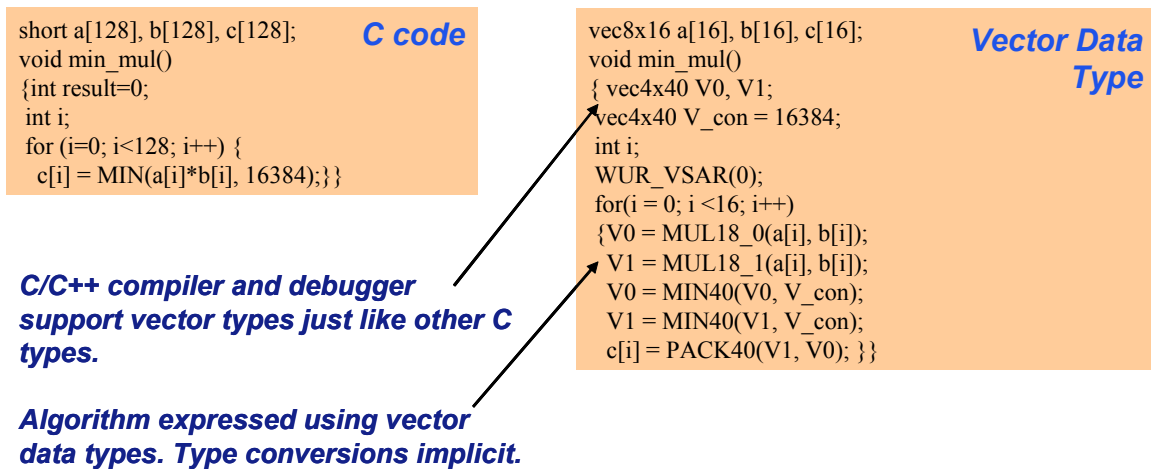 short a[128], b[128], c[128];
C code
void min_mul()
{int result=0;
int i;
for (i=0; i<128; i++) {
c[i] = MIN(a[i]*b[i], 16384);}}
vec8x16 a[16], b[16], c[16];
Vector Data
Type
void min_mul()
{ vec4x40 V0, V1;
vec4x40 V_con = 16384;
int i;
WUR_VSAR(0);
for(i = 0; i <16; i++)
{V0 = MUL18_0(a[i], b[i]);
V1 = MUL18_1(a[i], b[i]);
V0 = MIN40(V0, V_con);
V1 = MIN40(V1, V_con);
c[i] = PACK40(V1, V0); }}
C/C++ compiler and debugger
support vector types just like other C
types.
Algorithm expressed using vector
data types. Type conversions implicit.